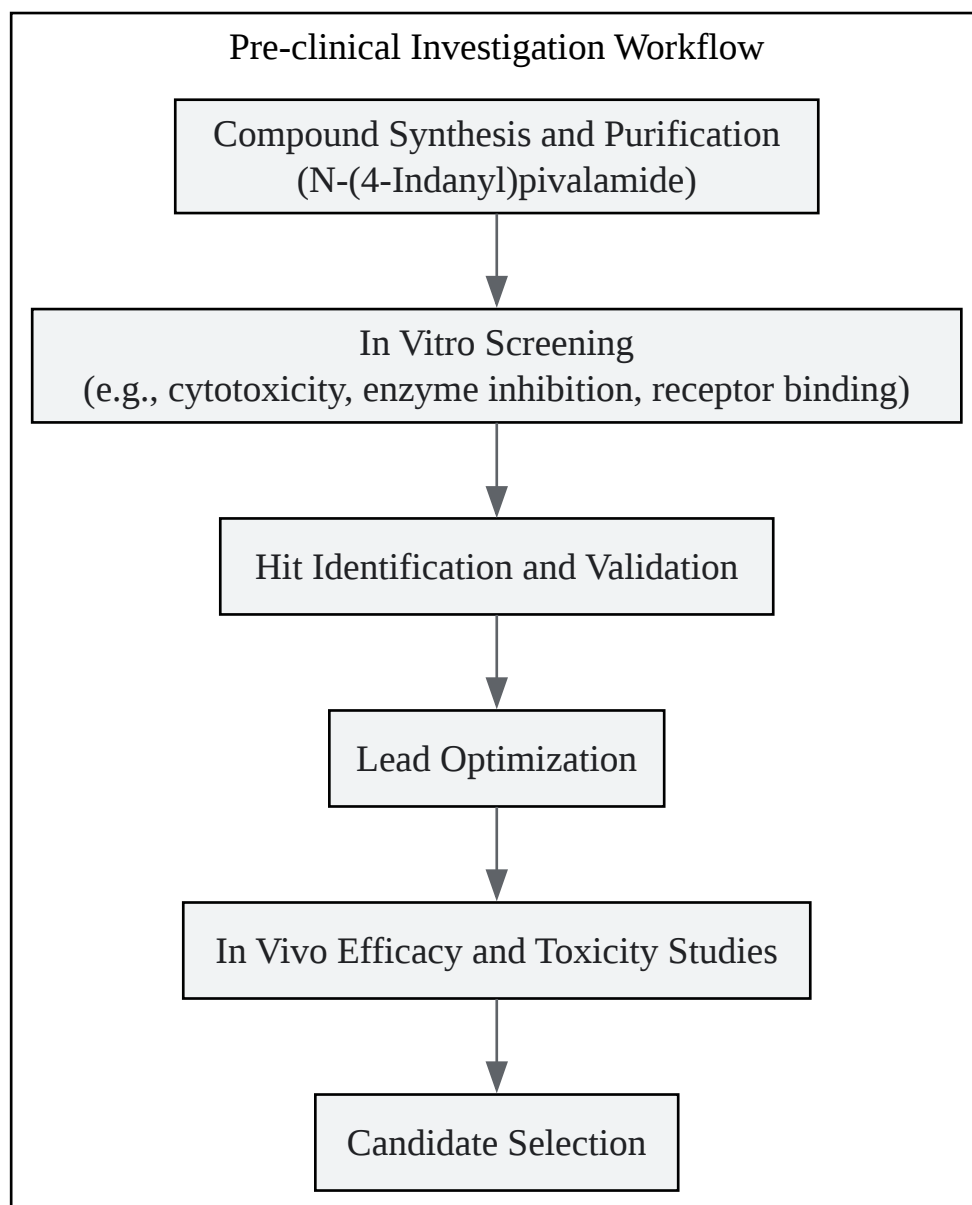 Pre-clinical Investigation Workflow
Compound Synthesis and Purification
(N-(4-Indanyl)pivalamide)
In Vitro Screening
(e.g., cytotoxicity, enzyme inhibition, receptor binding)
Hit Identification and Validation
Lead Optimization
In Vivo Efficacy and Toxicity Studies
Candidate Selection